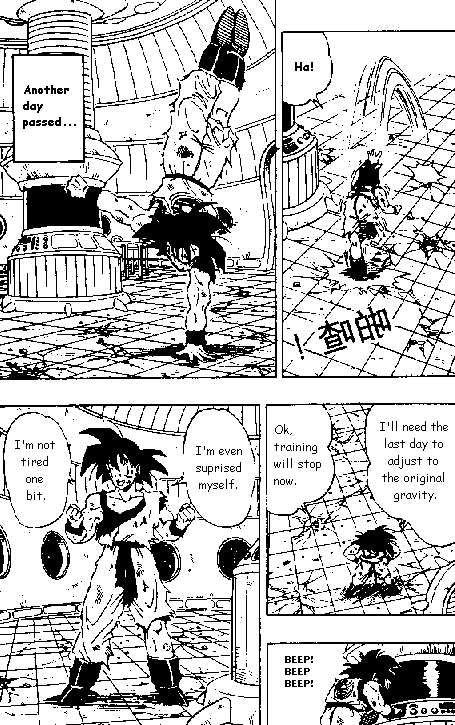 Another
day
passed...
Ha!
I'm even
suprised
myself.
I'm not
tired
one
bit.
I'll need the
last day to
adjust to
the original
gravity.
Ok,
training
will stop
now.
BEEP!
BEEP
BEEP!